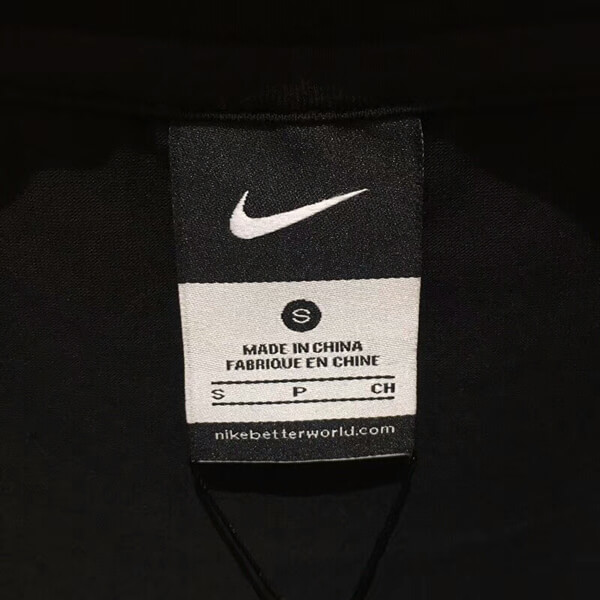 S
MADE IN CHINA
FABRIQUE EN CHINE
S P CH
nikebetterworld.com